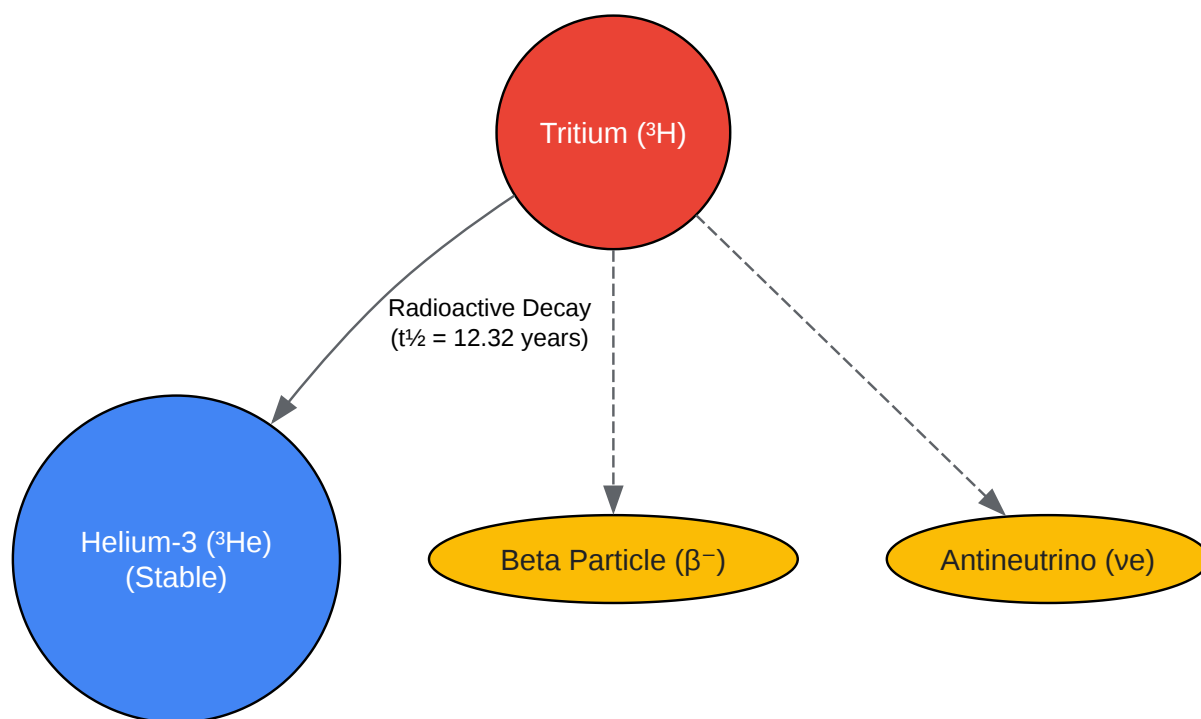 Tritium (³H)
Radioactive Decay
(t½ = 12.32 years)
Helium-3 (³He)
(Stable)
Beta Particle (β⁻)
Antineutrino (νe)